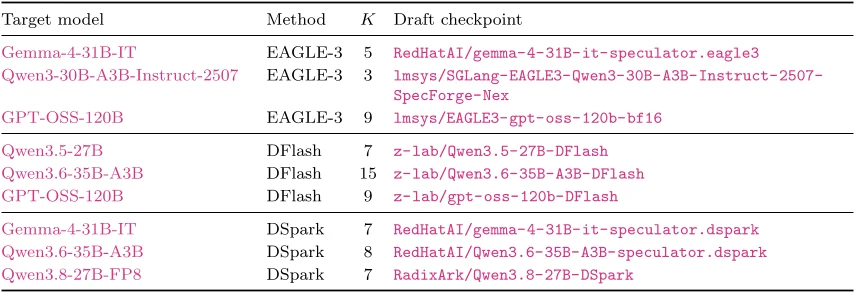 Target model Method K Draft checkpoint
Gemma-4-31B-IT EAGLE-3 5 RedHatAI/gemma-4-31B-it-speculator.eagle3
Qwen3-30B-A3B-Instruct-2507 EAGLE-3 3 lmsys/SGLang-EAGLE3-Qwen3-30B-A3B-Instruct-2507-
SpecForge-Nex
GPT-OSS-120B EAGLE-3 9 lmsys/EAGLE3-gpt-oss-120b-bf16
Qwen3.5-27B DFlash 7 z-lab/Qwen3.5-27B-DFlash
Qwen3.6-35B-A3B DFlash 15 z-lab/Qwen3.6-35B-A3B-DFlash
GPT-OSS-120B DFlash 9 z-lab/gpt-oss-120b-DFlash
Gemma-4-31B-IT DSpark 7 RedHatAI/gemma-4-31B-it-speculator.dspark
Qwen3.6-35B-A3B DSpark 8 RedHatAI/Qwen3.6-35B-A3B-speculator.dspark
Qwen3.8-27B-FP8 DSpark 7 RadixArk/Qwen3.8-27B-DSpark